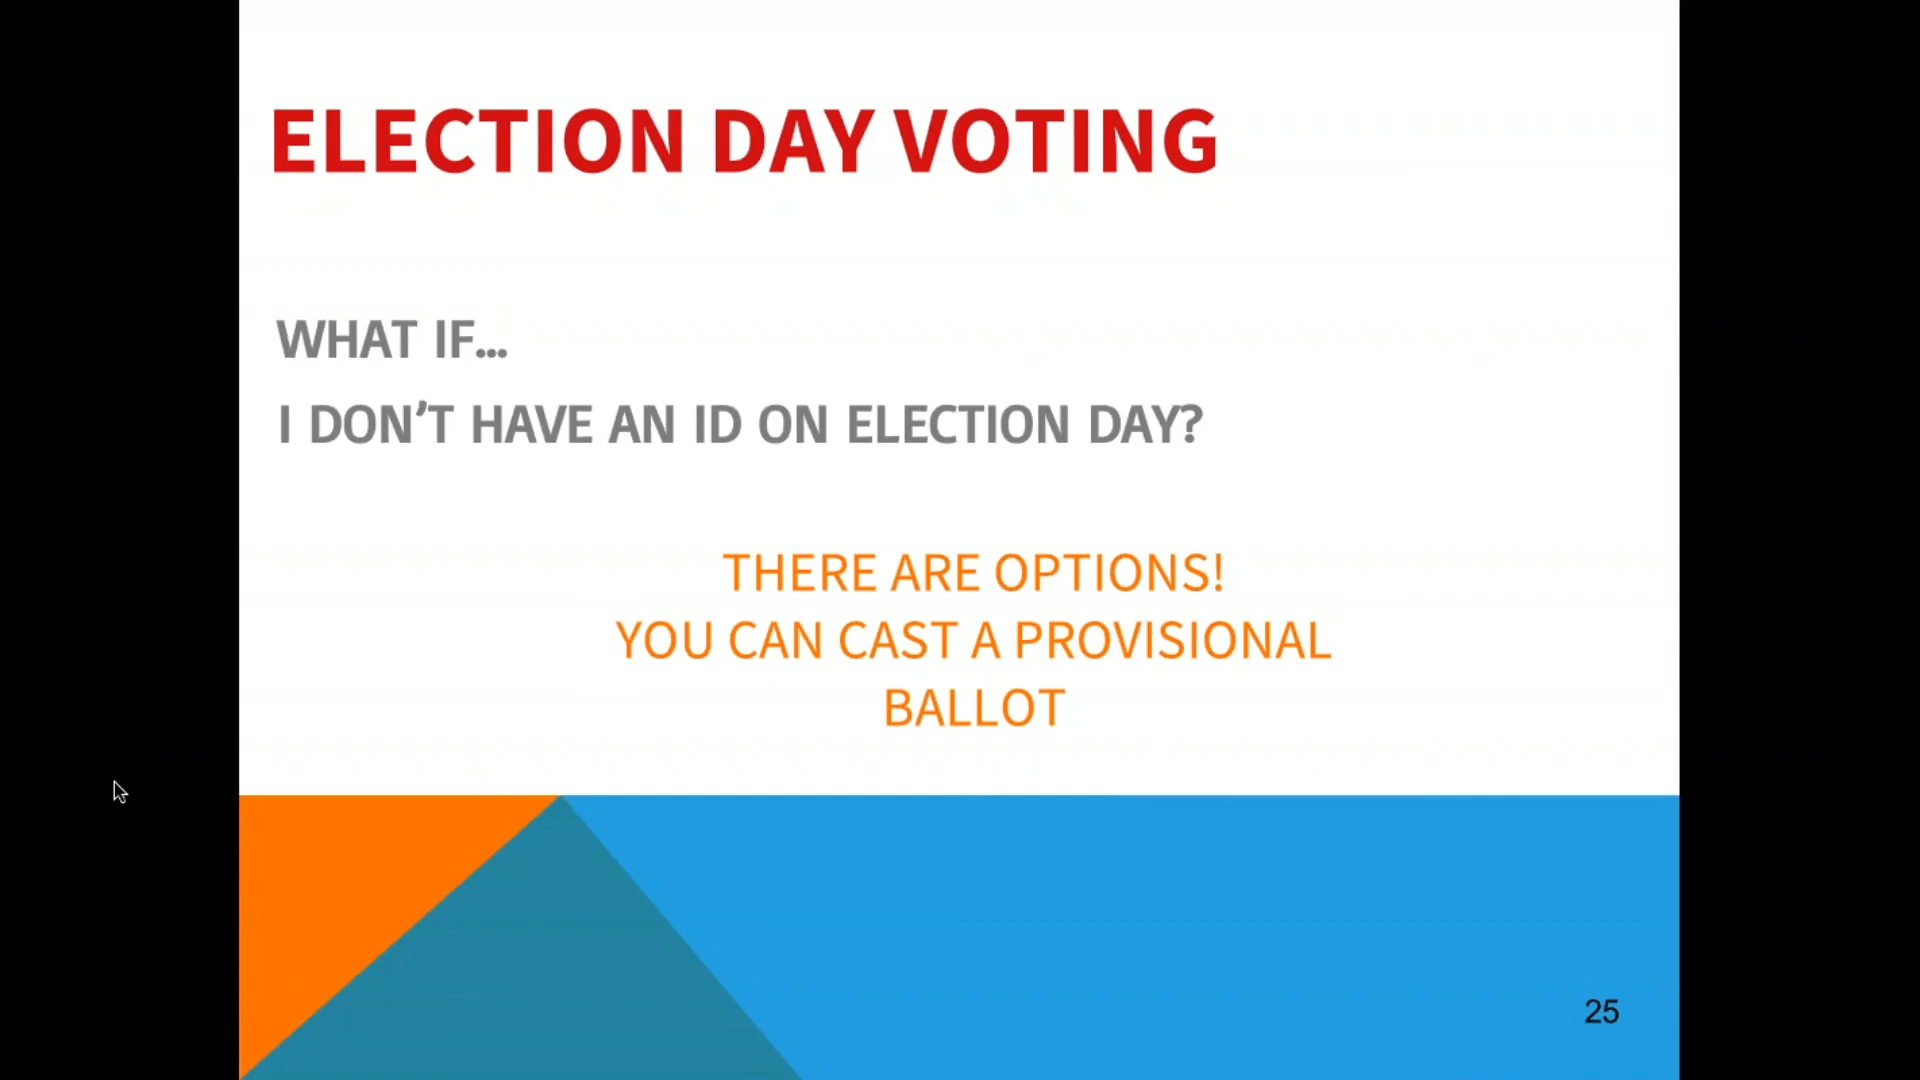 ELECTION DAY VOTING
WHAT IF...
I DON'T HAVE AN ID ON ELECTION DAY?
THERE ARE OPTIONS!
YOU CAN CAST A PROVISIONAL
BALLOT
25